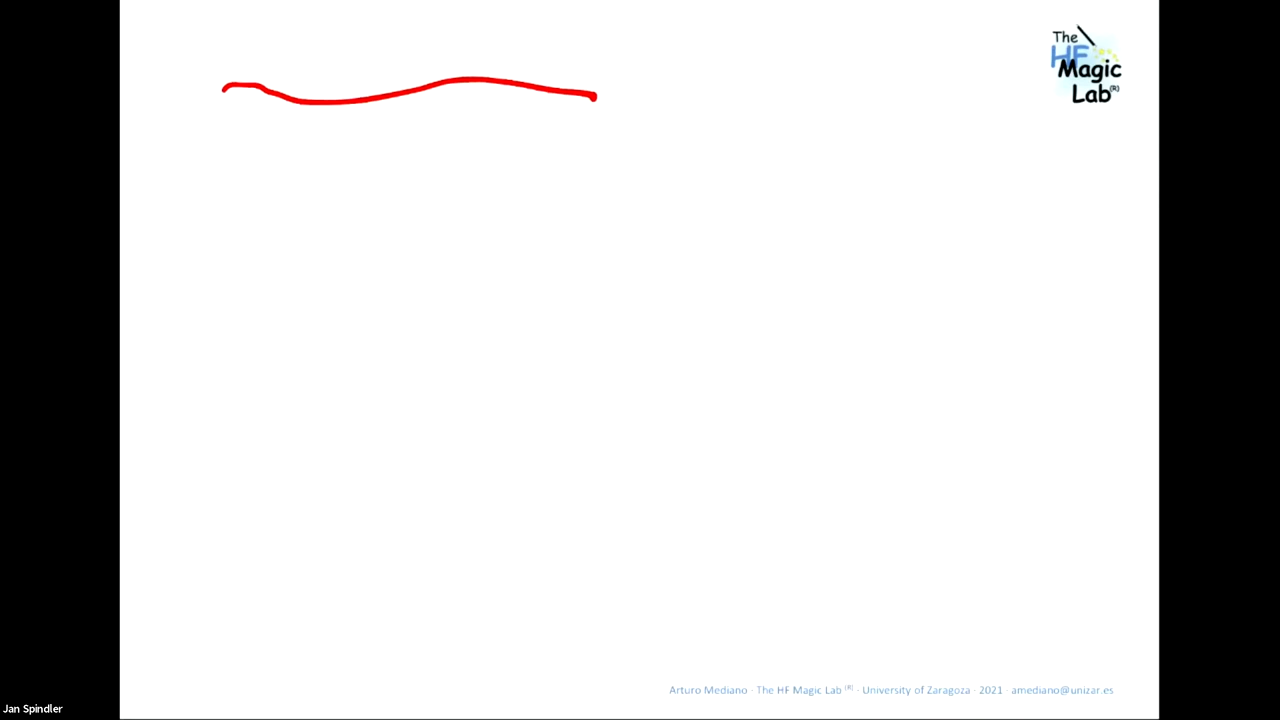 The
HF
Magic
Lab(R)
Arturo Mediano · The HF Magic Lab (R) · University of Zaragoza · 2021 · amediano@unizar.es
Jan Spindler